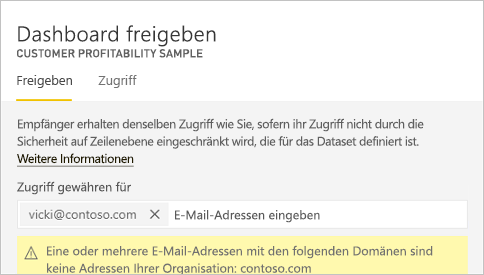 Dashboard freigeben
CUSTOMER PROFITABILITY SAMPLE
Freigeben Zugriff
Empfänger erhalten denselben Zugriff wie Sie, sofern ihr Zugriff nicht durch die
Sicherheit auf Zeilenebene eingeschränkt wird, die für das Dataset definiert ist.
Weitere Informationen
Zugriff gewähren für
vicki@contoso.com E-Mail-Adressen eingeben
Eine oder mehrere E-Mail-Adressen mit den folgenden Domänen sind
keine Adressen Ihrer Organisation: contoso.com